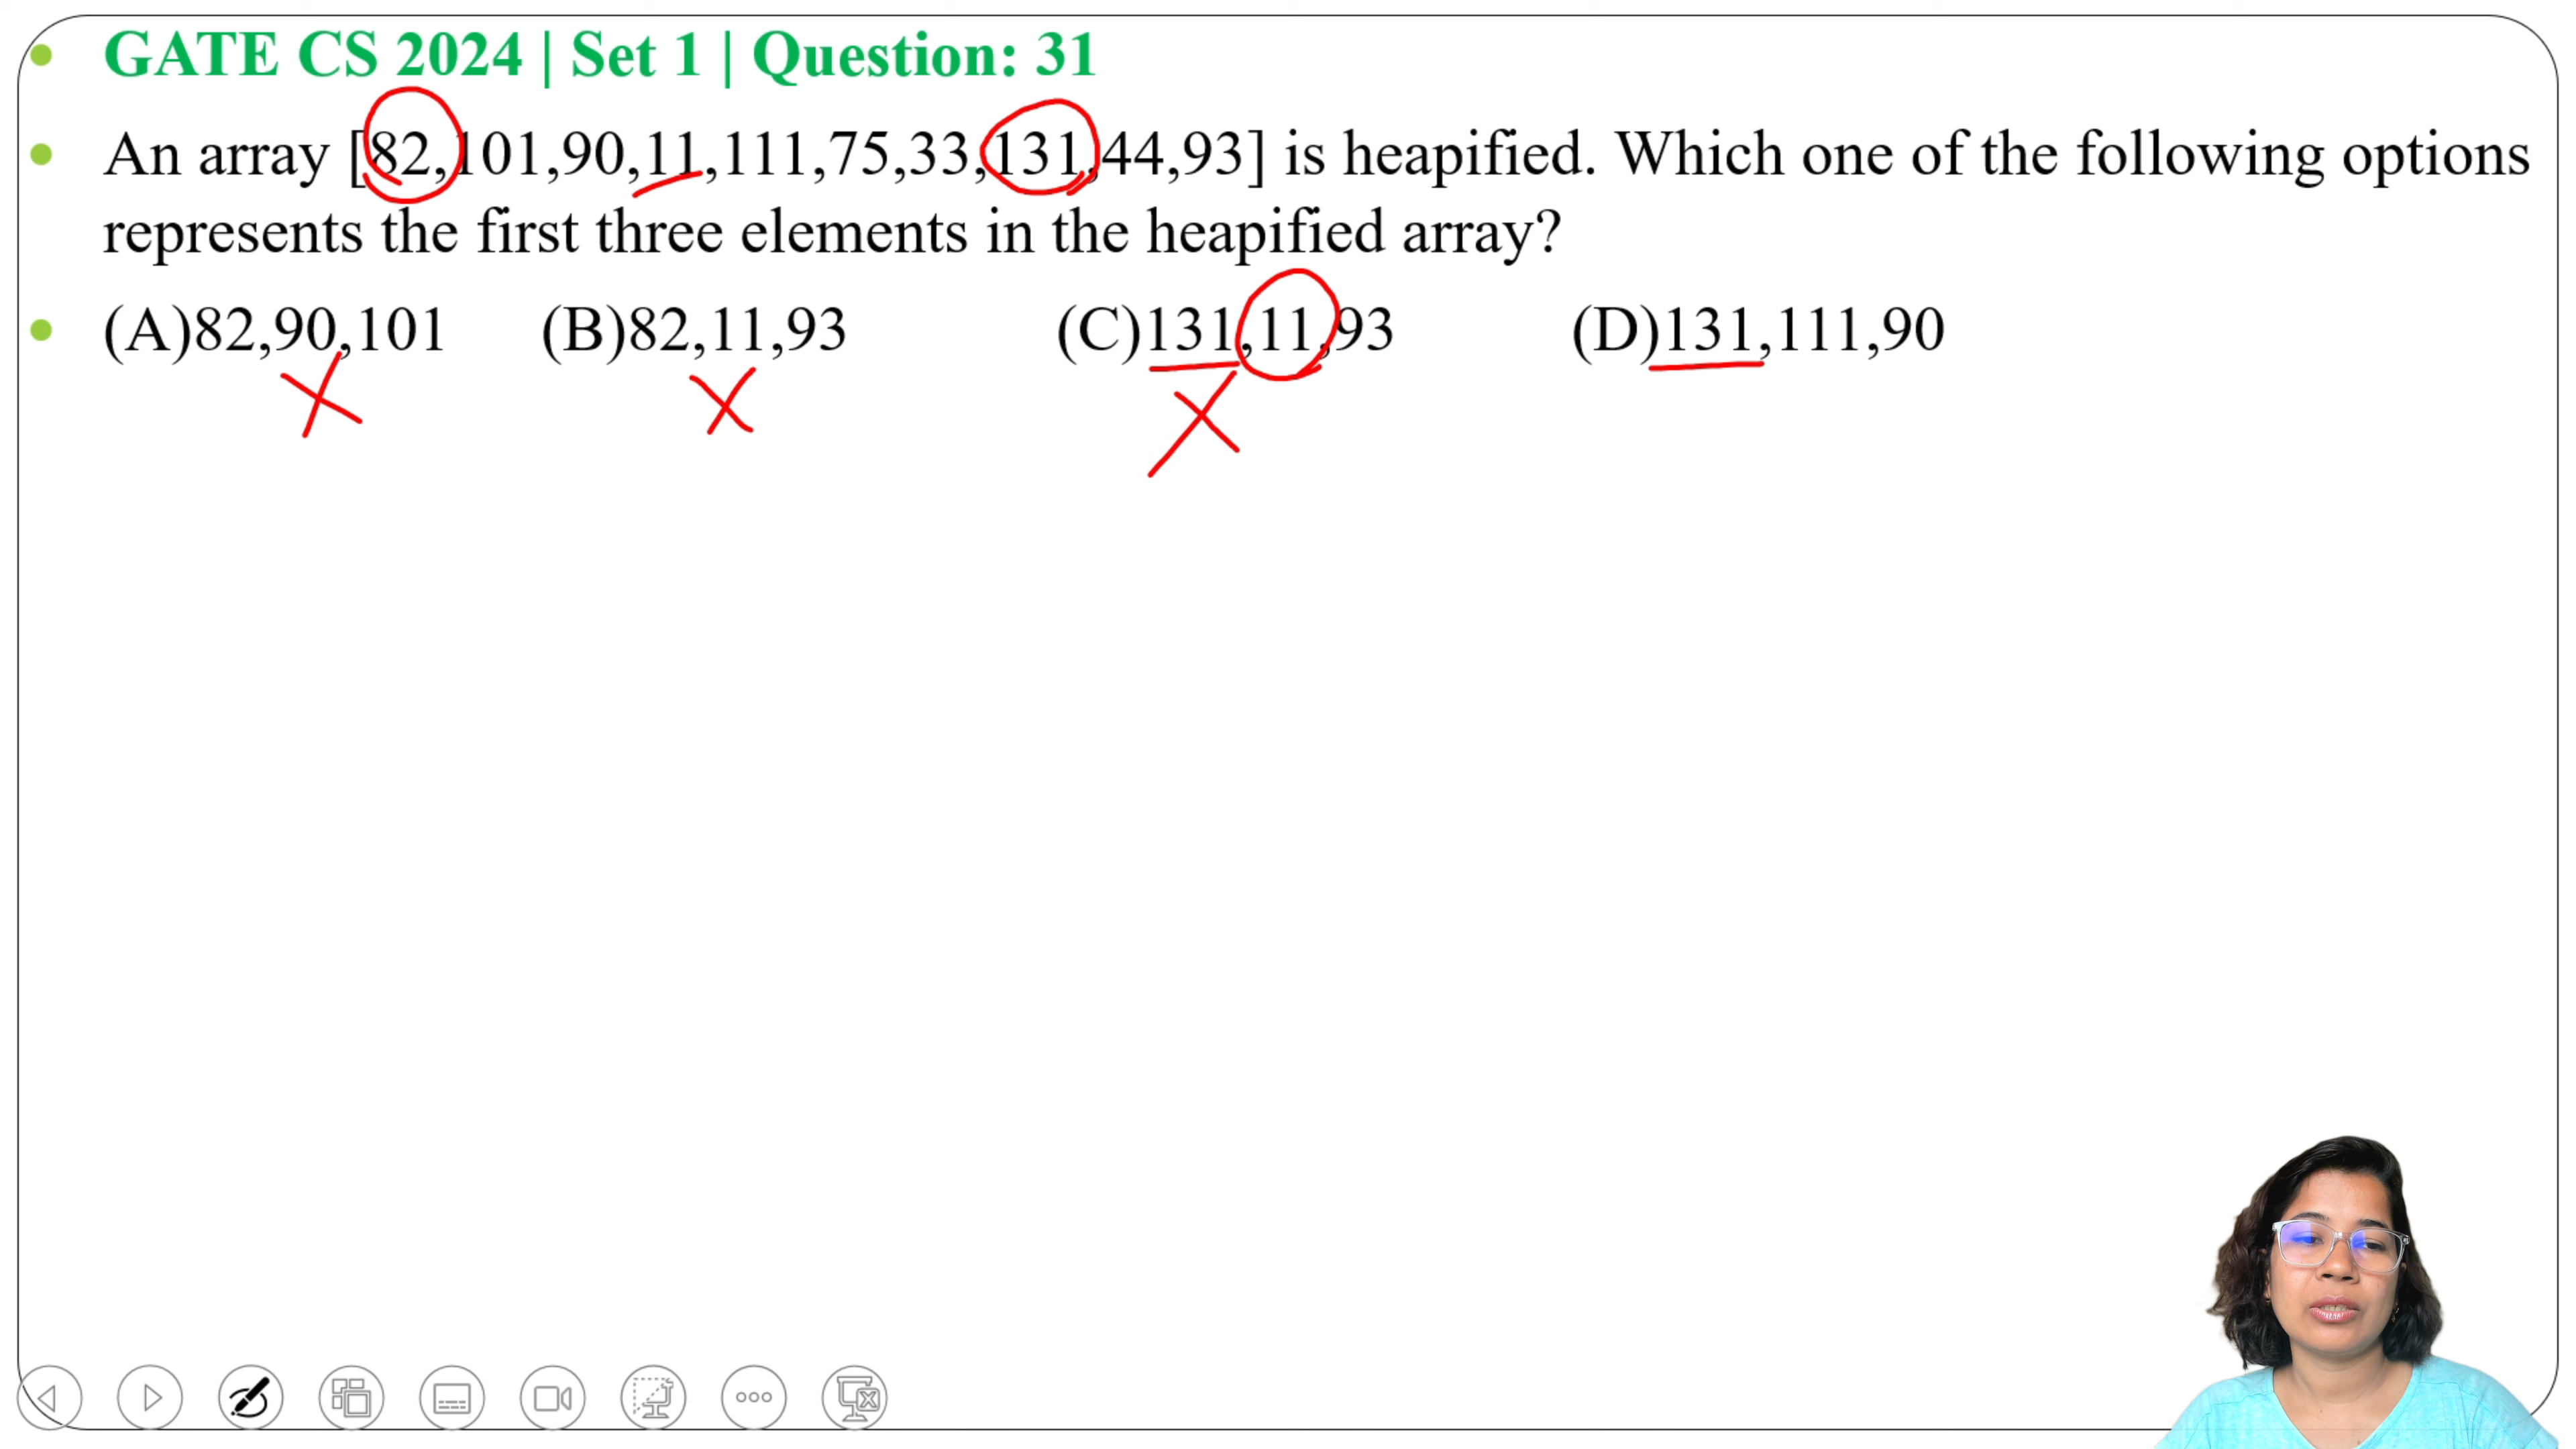 GATE CS 2024 | Set 1 | Question: 31
An array [82,101,90,11,111,75,33,131,44,93] is heapified. Which one of the following options
represents the first three elements in the heapified array?
(A)82,90,101 (B)82,11,93 (C)131,11,93 (D)131,111,90